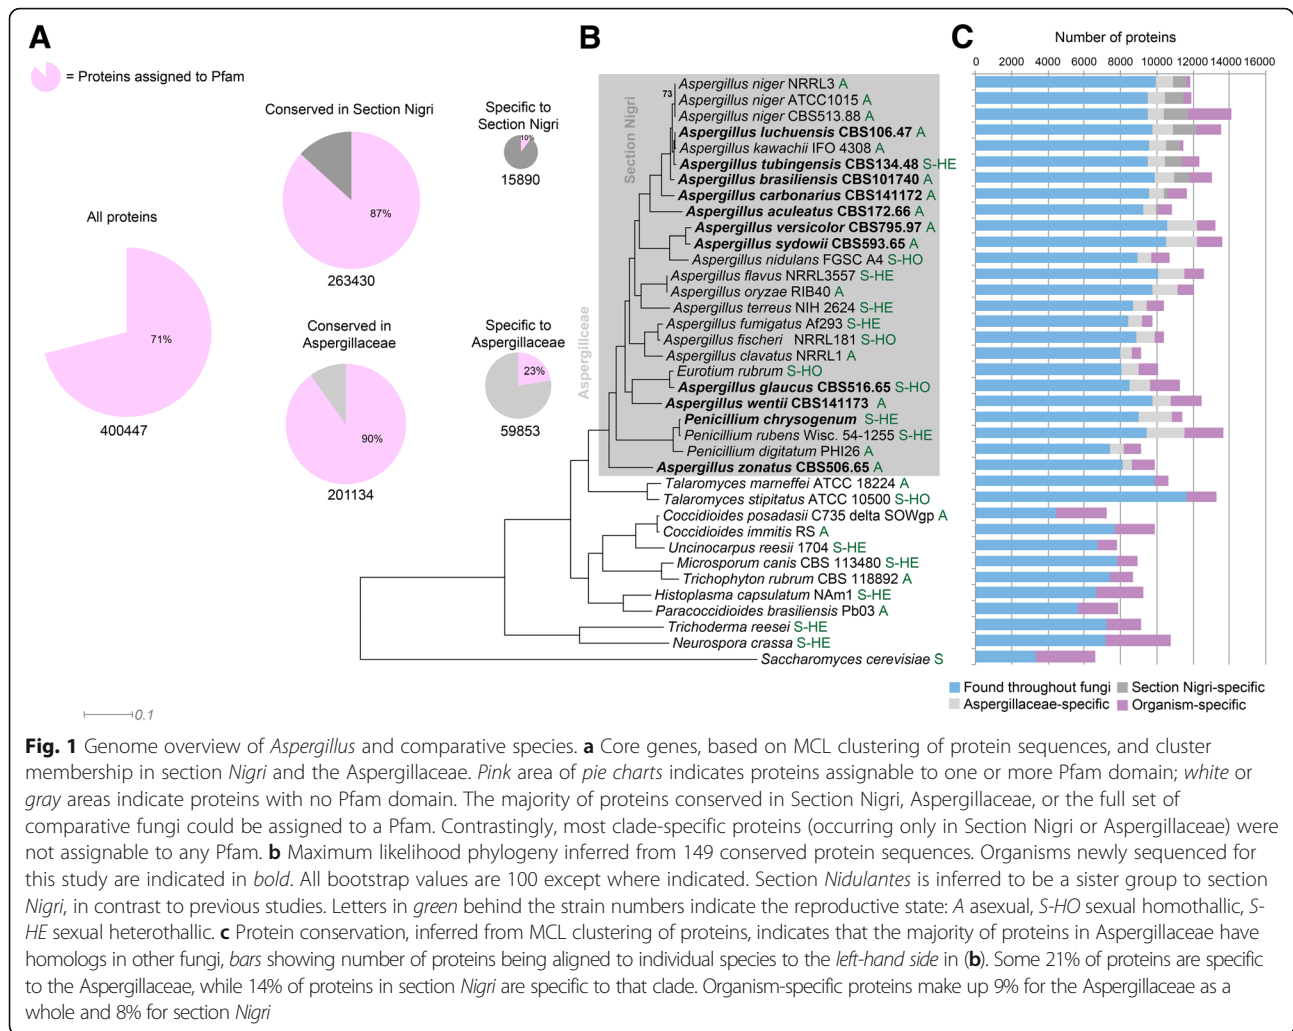 A
= Proteins assigned to Pfam
Conserved in Section Nigri
87%
263430
Specific to
Section Nigri
10%
15890
All proteins
71%
400447
Conserved in
Aspergillaceae
90%
201134
Specific to
Aspergillaceae
23%
59853
0.1
B
Section Nigri
Aspergillceae
73
Aspergillus niger NRRL3 A
Aspergillus niger ATCC1015 A
Aspergillus niger CBS513.88 A
Aspergillus luchuensis CBS106.47 A
Aspergillus kawachii IFO 4308 A
Aspergillus tubingensis CBS134.48 S-HE
Aspergillus brasiliensis CBS101740 A
Aspergillus carbonarius CBS141172 A
Aspergillus aculeatus CBS172.66 A
Aspergillus versicolor CBS795.97 A
Aspergillus sydowii CBS593.65 A
Aspergillus nidulans FGSC A4 S-HO
Aspergillus flavus NRRL3557 S-HE
Aspergillus oryzae RIB40 A
Aspergillus terreus NIH 2624 S-HE
Aspergillus fumigatus Af293 S-HE
Aspergillus fischeri NRRL181 S-HO
Aspergillus clavatus NRRL1 A
Eurotium rubrum S-HO
Aspergillus glaucus CBS516.65 S-HO
Aspergillus wentii CBS141173 A
Penicillium chrysogenum S-HE
Penicillium rubens Wisc. 54-1255 S-HE
Penicillium digitatum PHI26 A
Aspergillus zonatus CBS506.65 A
Talaromyces marneffei ATCC 18224 A
Talaromyces stipitatus ATCC 10500 S-HO
Coccidioides posadasii C735 delta SOWgp A
Coccidioides immitis RS A
Uncinocarpus reesii 1704 S-HE
Microsporum canis CBS 113480 S-HE
Trichophyton rubrum CBS 118892 A
Histoplasma capsulatum NAm1 S-HE
Paracoccidioides brasiliensis Pb03 A
Trichoderma reesei S-HE
Neurospora crassa S-HE
Saccharomyces cerevisiae S
C
Number of proteins
0 2000 4000 6000 8000 10000 12000 14000 16000
Found throughout fungi
Section Nigri-specific
Aspergillaceae-specific
Organism-specific
Fig. 1 Genome overview of Aspergillus and comparative species. a Core genes, based on MCL clustering of protein sequences, and cluster
membership in section Nigri and the Aspergillaceae. Pink area of pie charts indicates proteins assignable to one or more Pfam domain; white or
gray areas indicate proteins with no Pfam domain. The majority of proteins conserved in Section Nigri, Aspergillaceae, or the full set of
comparative fungi could be assigned to a Pfam. Contrastingly, most clade-specific proteins (occurring only in Section Nigri or Aspergillaceae) were
not assignable to any Pfam. b Maximum likelihood phylogeny inferred from 149 conserved protein sequences. Organisms newly sequenced for
this study are indicated in bold. All bootstrap values are 100 except where indicated. Section Nidulantes is inferred to be a sister group to section
Nigri, in contrast to previous studies. Letters in green behind the strain numbers indicate the reproductive state: A asexual, S-HO sexual homothallic, S-
HE sexual heterothallic. c Protein conservation, inferred from MCL clustering of proteins, indicates that the majority of proteins in Aspergillaceae have
homologs in other fungi, bars showing number of proteins being aligned to individual species to the left-hand side in (b). Some 21% of proteins are specific
to the Aspergillaceae, while 14% of proteins in section Nigri are specific to that clade. Organism-specific proteins make up 9% for the Aspergillaceae as a
whole and 8% for section Nigri